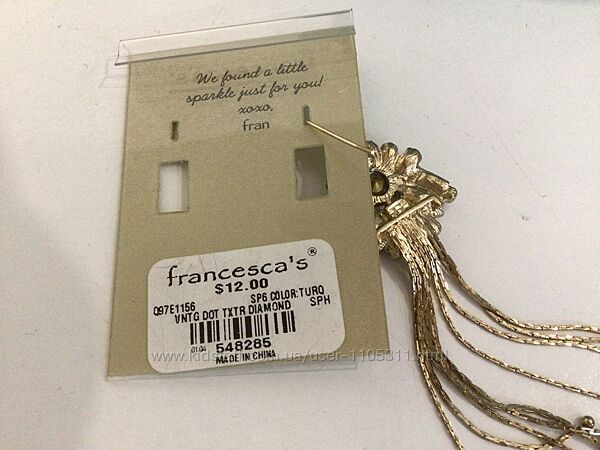 We found a little
sparkle just for you!
xoxo,
fran
francesca's®
$12.00
Q97E1156 SP6 COLOR:TURQ
VNTG DOT TXTR DIAMOND SPH
548285
MADE IN CHINA